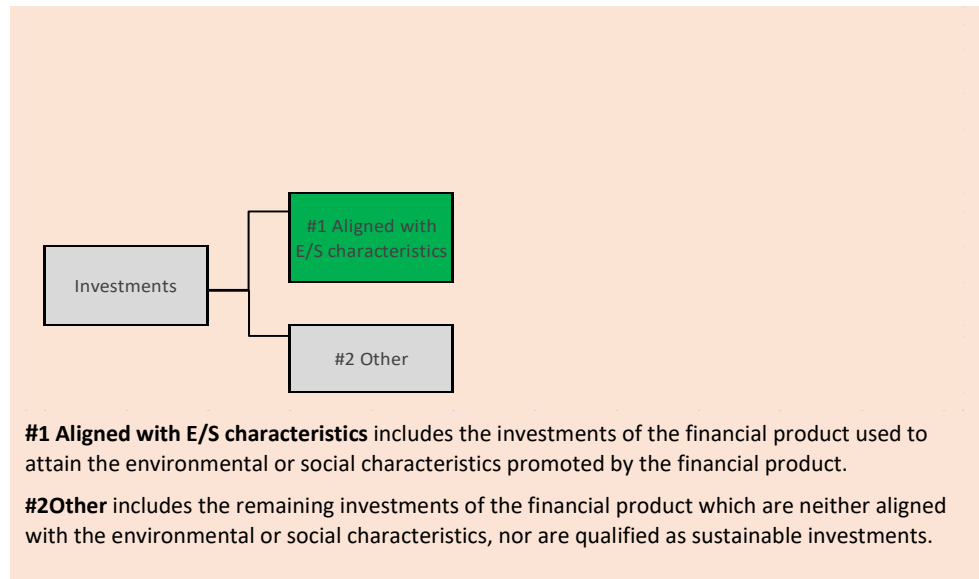 #1 Aligned with
E/S characteristics
Investments
#2 Other
#1 Aligned with E/S characteristics includes the investments of the financial product used to
attain the environmental or social characteristics promoted by the financial product.
#2Other includes the remaining investments of the financial product which are neither aligned
with the environmental or social characteristics, nor are qualified as sustainable investments.